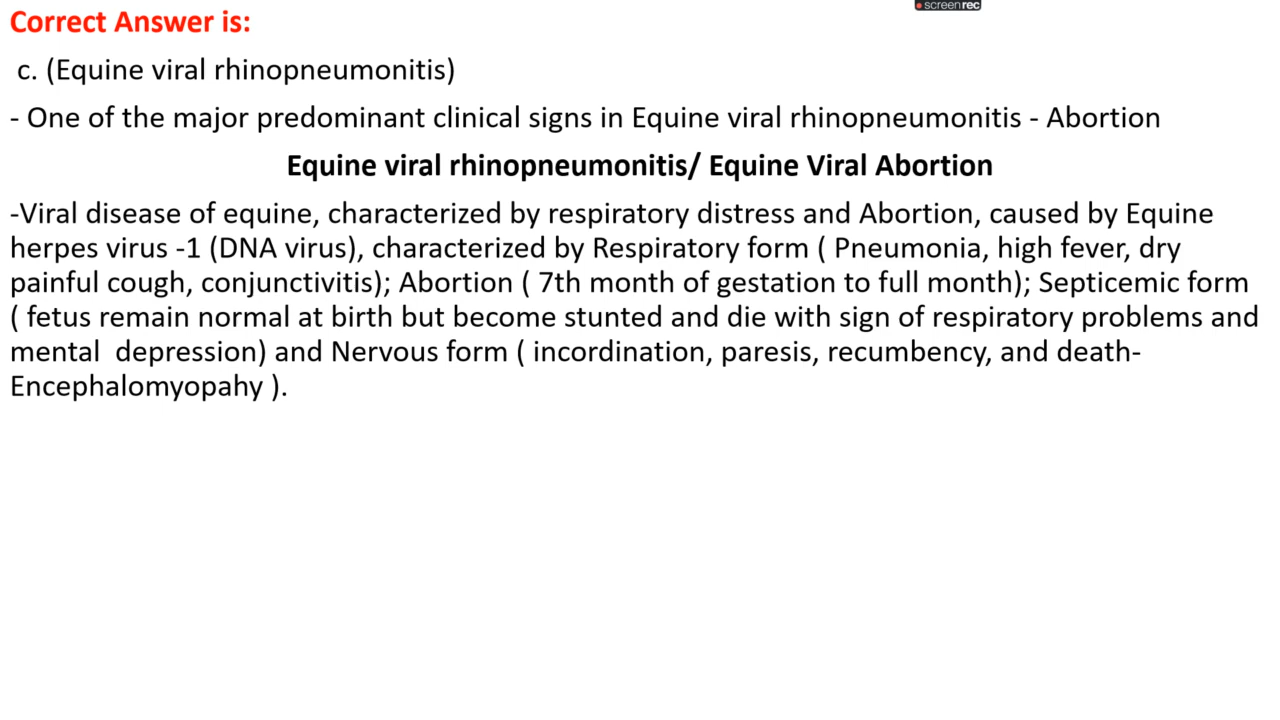 screenrec
Correct Answer is:
c. (Equine viral rhinopneumonitis)
- One of the major predominant clinical signs in Equine viral rhinopneumonitis - Abortion
Equine viral rhinopneumonitis/ Equine Viral Abortion
-Viral disease of equine, characterized by respiratory distress and Abortion, caused by Equine
herpes virus -1 (DNA virus), characterized by Respiratory form ( Pneumonia, high fever, dry
painful cough, conjunctivitis); Abortion ( 7th month of gestation to full month); Septicemic form
( fetus remain normal at birth but become stunted and die with sign of respiratory problems and
mental  depression) and Nervous form ( incordination, paresis, recumbency, and death-
Encephalomyopahy ).